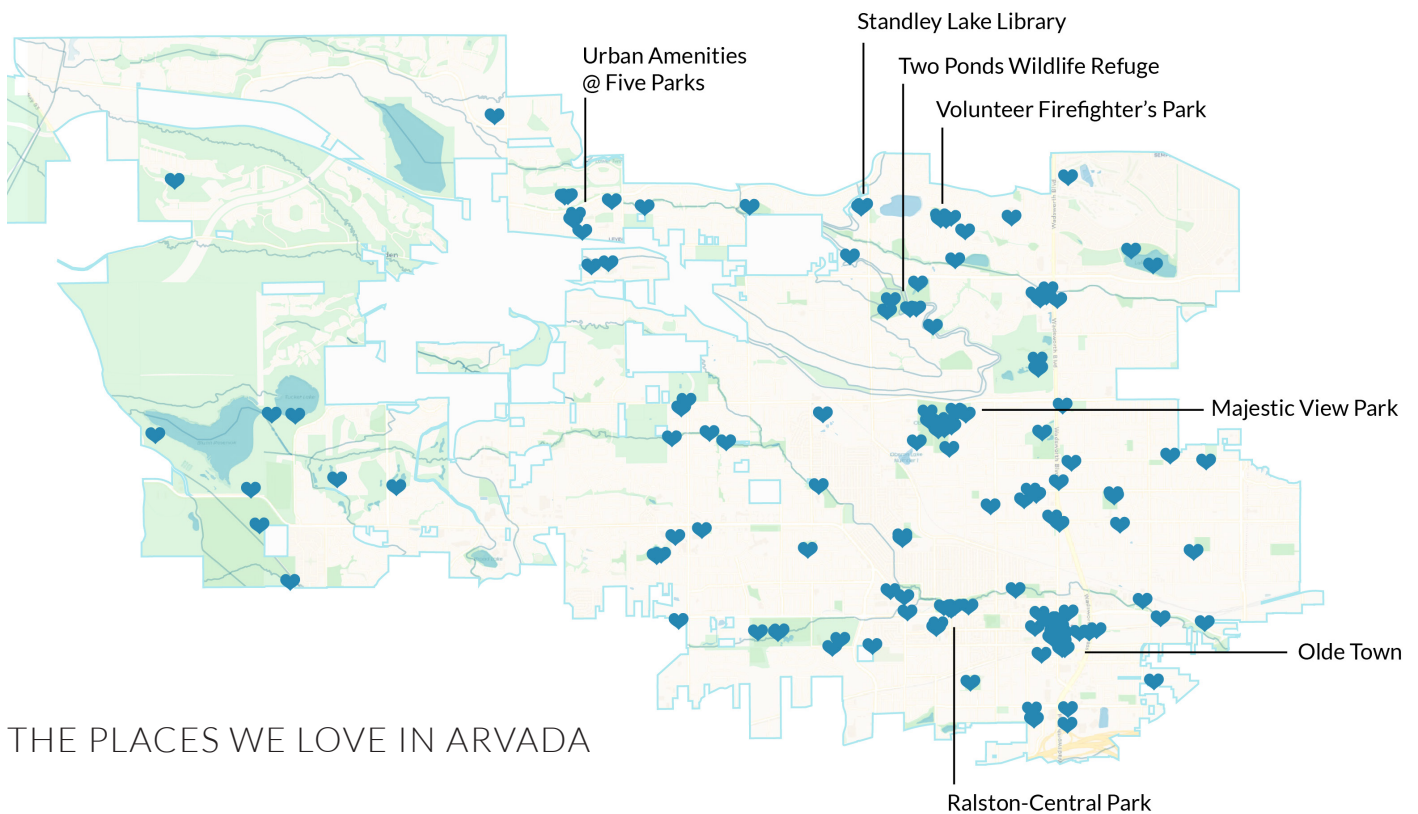 Standley Lake Library
Urban Amenities
@ Five Parks
Two Ponds Wildlife Refuge
Volunteer Firefighter’s Park
Majestic View Park
Olde Town
THE PLACES WE LOVE IN ARVADA
Ralston-Central Park